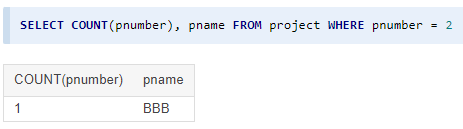 SELECT COUNT(pnumber), pname FROM project WHERE pnumber = 2
COUNT(pnumber) pname
1 BBB